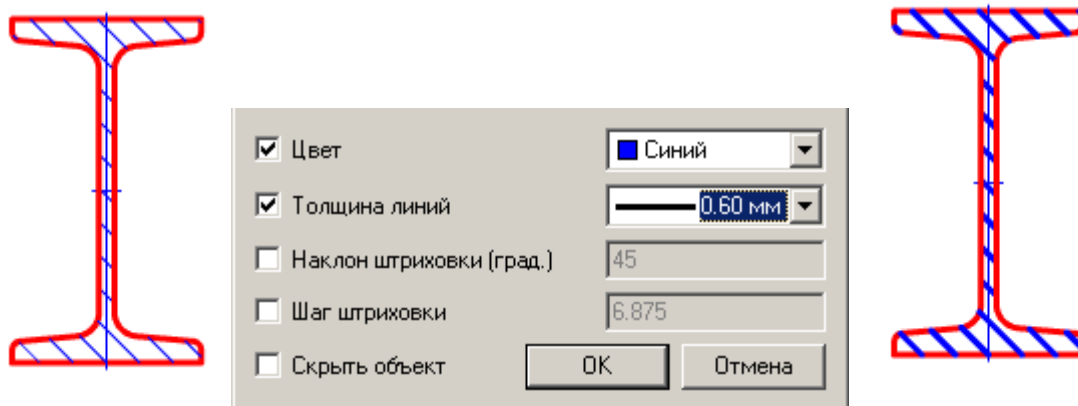 Цвет Синий
Толщина линий 0.60 мм
Наклон штриховки (град.) 45
Шаг штриховки 6.875
Скрыть объект OK Отмена